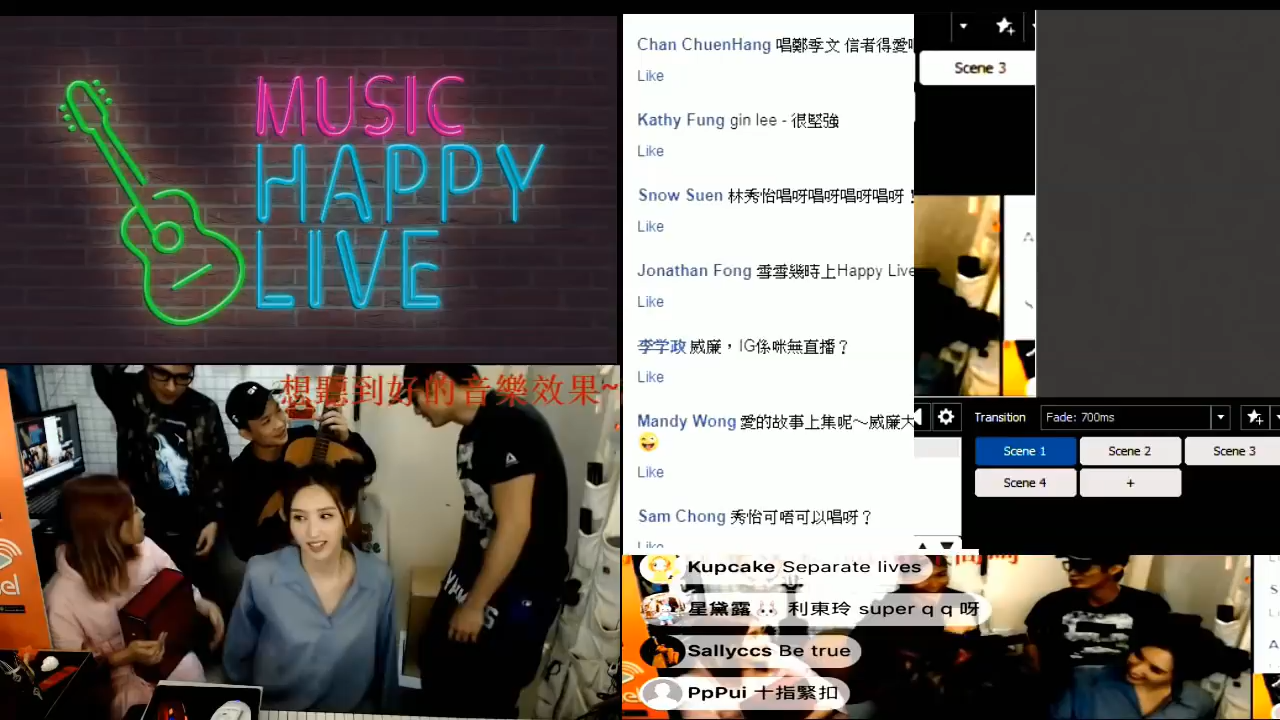 MUSIC
HAPPY
LIVE
想聽到好的音樂效果~
Chan ChuenHang 唱鄭季文 信者得愛
Like
Kathy Fung gin lee - 很堅強
Like
Snow Suen 林秀怡唱呀唱呀唱呀唱呀！
Like
Jonathan Fong 雪雪幾時上Happy Live
Like
李学政 威廉，IG係咪無直播？
Like
Mandy Wong 愛的故事上集呢～威廉大
😜
Like
Sam Chong 秀怡可唔可以唱呀？
Like
Scene 3
Transition
Fade: 700ms
Scene 1
Scene 2
Scene 3
Scene 4
+
Kupcake Separate lives
星黛露🐰 利東玲 super q q 呀
Sallyccs Be true
PpPui 十指緊扣